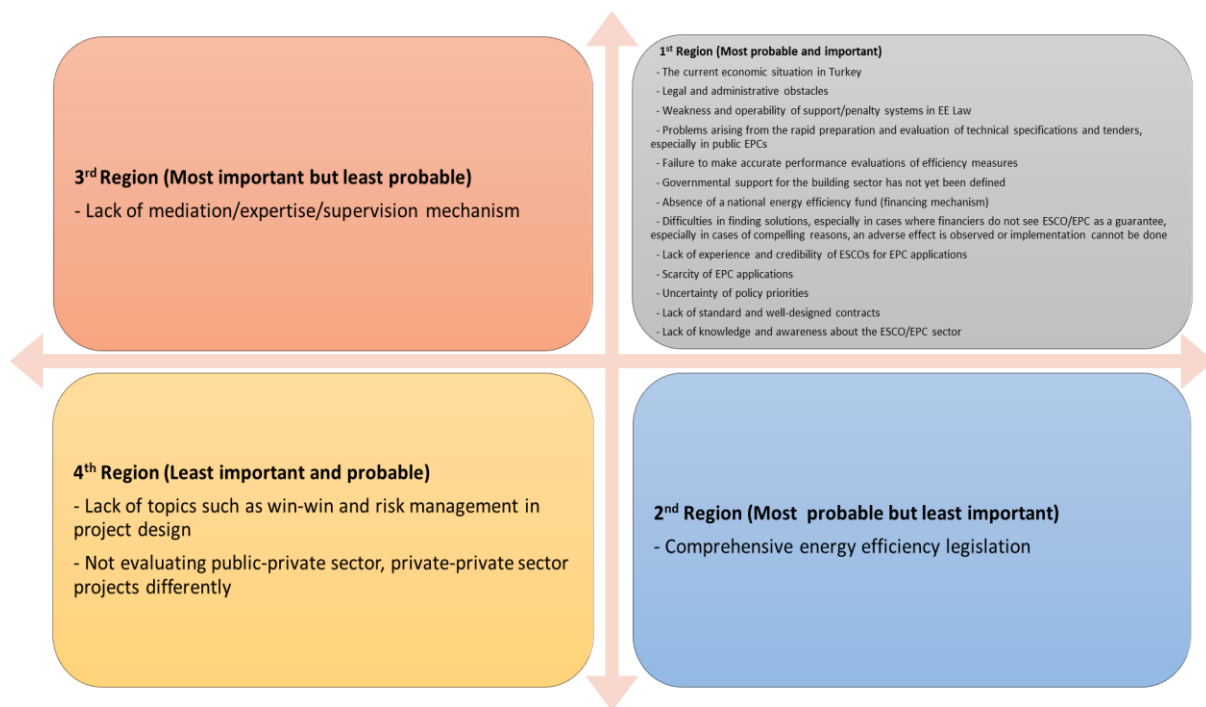 3rd Region (Most important but least probable)
- Lack of mediation/expertise/supervision mechanism
1st Region (Most probable and important)
- The current economic situation in Turkey
- Legal and administrative obstacles
- Weakness and operability of support/penalty systems in EE Law
- Problems arising from the rapid preparation and evaluation of technical specifications and tenders,
especially in public EPCs
- Failure to make accurate performance evaluations of efficiency measures
- Governmental support for the building sector has not yet been defined
- Absence of a national energy efficiency fund (financing mechanism)
- Difficulties in finding solutions, especially in cases where financiers do not see ESCO/EPC as a guarantee,
especially in cases of compelling reasons, an adverse effect is observed or implementation cannot be done
- Lack of experience and credibility of ESCOs for EPC applications
- Scarcity of EPC applications
- Uncertainty of policy priorities
- Lack of standard and well-designed contracts
- Lack of knowledge and awareness about the ESCO/EPC sector
4th Region (Least important and probable)
- Lack of topics such as win-win and risk management in
project design
- Not evaluating public-private sector, private-private sector
projects differently
2nd Region (Most probable but least important)
- Comprehensive energy efficiency legislation